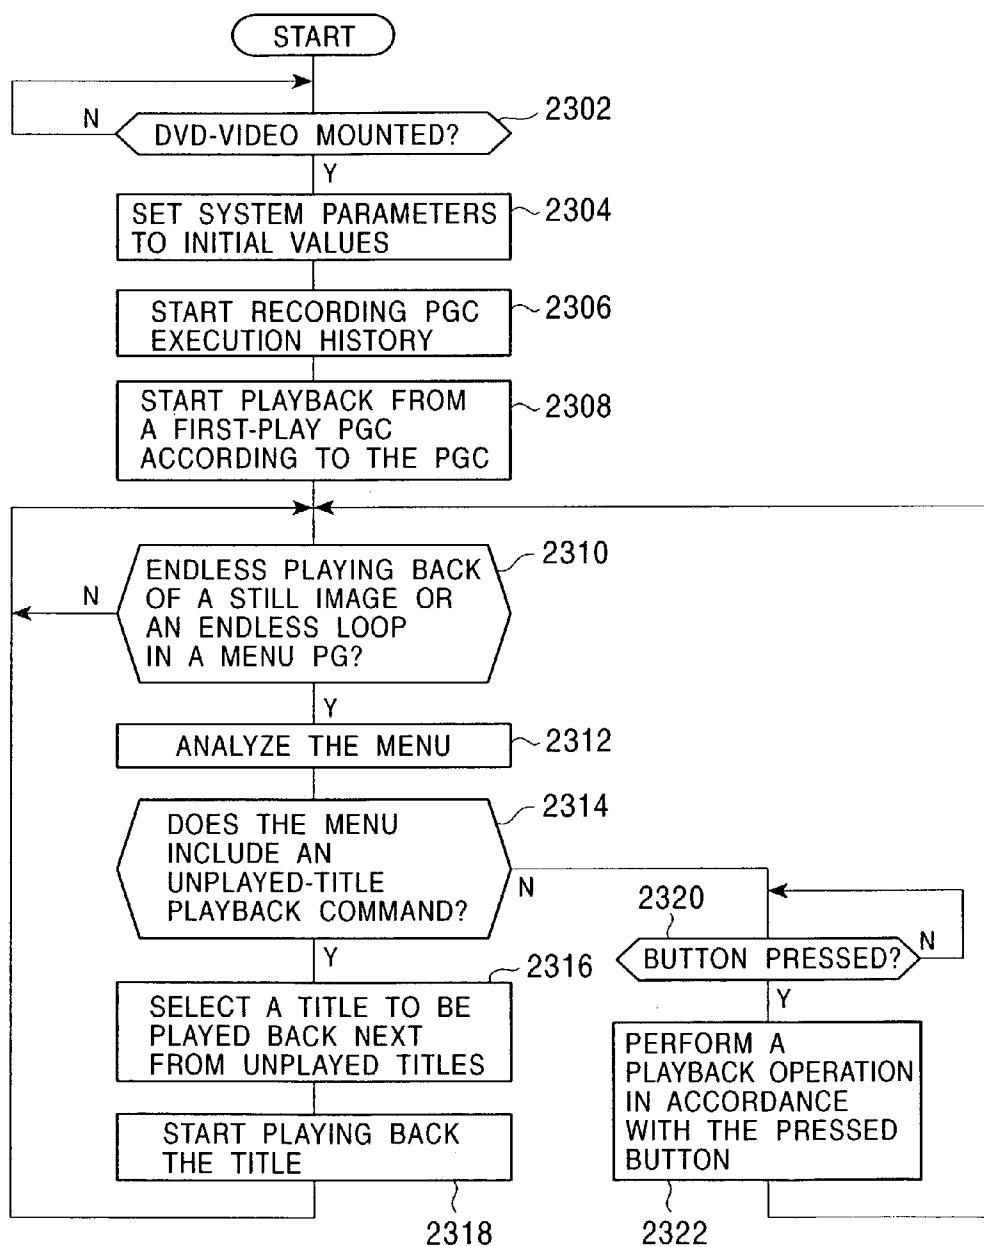 START
N
DVD-VIDEO MOUNTED?
2302
Y
SET SYSTEM PARAMETERS
TO INITIAL VALUES
2304
START RECORDING PGC
EXECUTION HISTORY
2306
START PLAYBACK FROM
A FIRST-PLAY PGC
ACCORDING TO THE PGC
2308
N
ENDLESS PLAYING BACK
OF A STILL IMAGE OR
AN ENDLESS LOOP
IN A MENU PG?
2310
Y
ANALYZE THE MENU
2312
DOES THE MENU
INCLUDE AN
UNPLAYED-TITLE
PLAYBACK COMMAND?
2314
N
Y
2320
BUTTON PRESSED?
N
Y
SELECT A TITLE TO BE
PLAYED BACK NEXT
FROM UNPLAYED TITLES
2316
START PLAYING BACK
THE TITLE
2318
PERFORM A
PLAYBACK OPERATION
IN ACCORDANCE
WITH THE PRESSED
BUTTON
2322